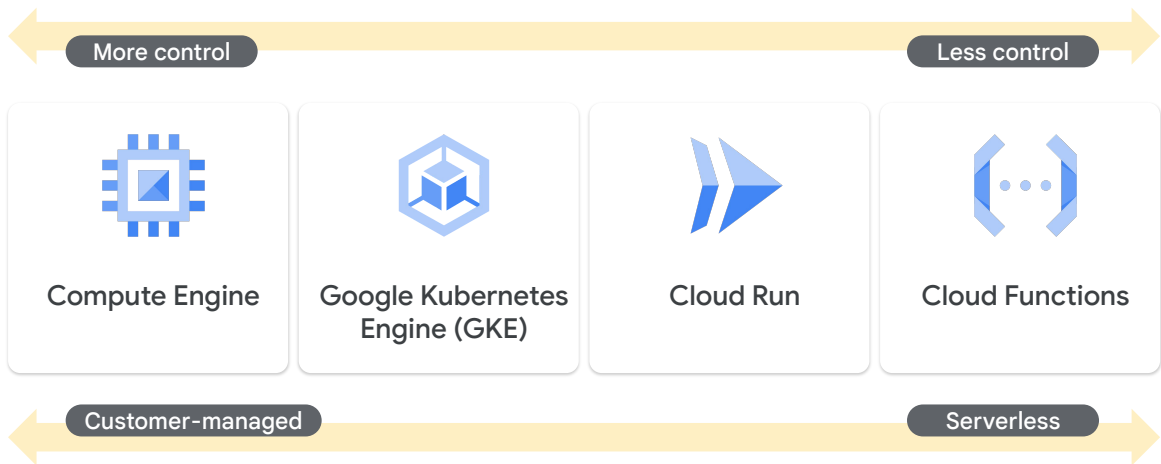 More control
Less control
Compute Engine
Google Kubernetes
Engine (GKE)
Cloud Run
Cloud Functions
Customer-managed
Serverless